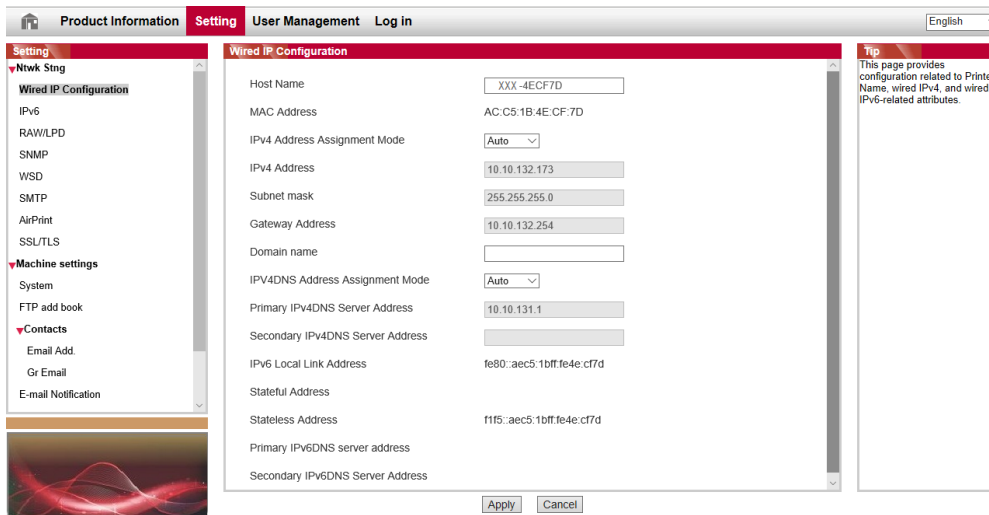 Product Information Setting User Management Log in English
Setting
Ntwk Stng
Wired IP Configuration
IPv6
RAW/LPD
SNMP
WSD
SMTP
AirPrint
SSL/TLS
Machine settings
System
FTP add book
Contacts
Email Add.
Gr Email
E-mail Notification
Wired IP Configuration
Host Name XXX -4ECF7D
MAC Address AC:C5:1B:4E:CF:7D
IPv4 Address Assignment Mode Auto
IPv4 Address 10.10.132.173
Subnet mask 255.255.255.0
Gateway Address 10.10.132.254
Domain name
IPV4DNS Address Assignment Mode Auto
Primary IPv4DNS Server Address 10.10.131.1
Secondary IPv4DNS Server Address
IPv6 Local Link Address fe80::aec5:1bff:fe4e:cf7d
Stateful Address
Stateless Address f1f5::aec5:1bff:fe4e:cf7d
Primary IPv6DNS server address
Secondary IPv6DNS Server Address
Apply Cancel
Tip
This page provides
configuration related to Printe
Name, wired IPv4, and wired
IPv6-related attributes.